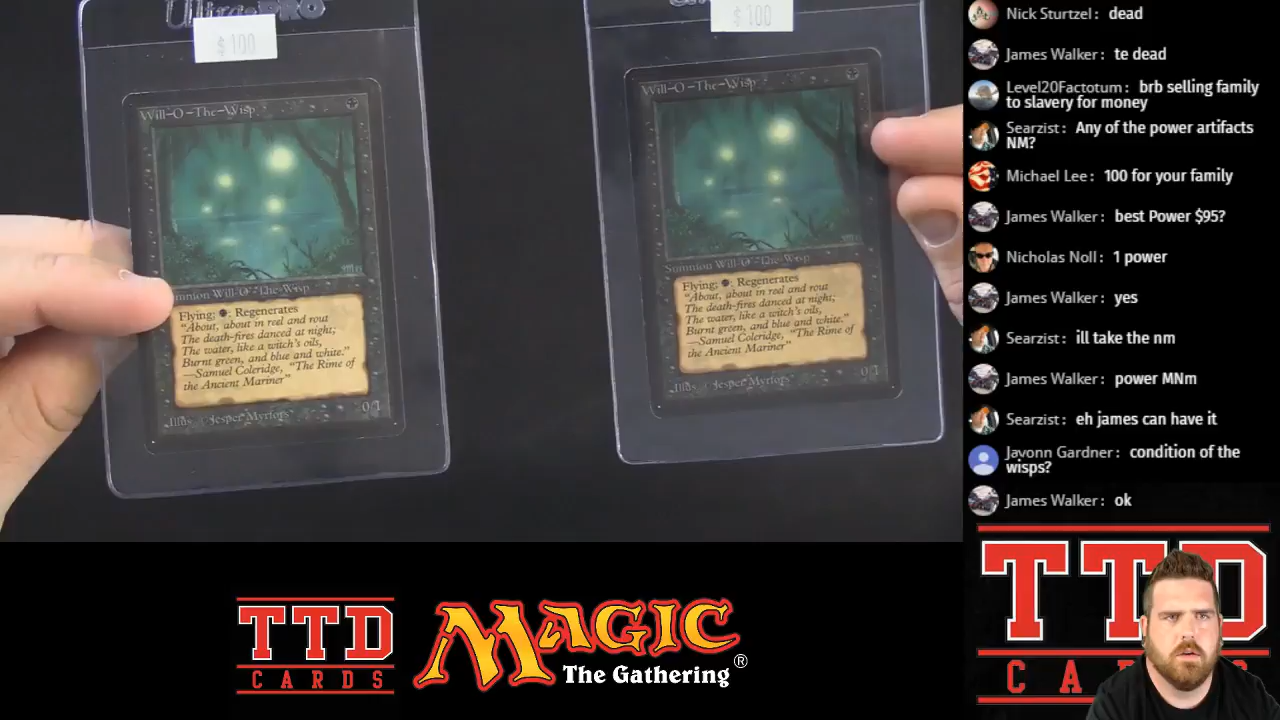 Ultra PRO
$100
Will-O-The-Wisp
Summon Will-O-The-Wisp
Flying; : Regenerates
"About, about in reel and rout
The death-fires danced at night;
The water, like a witch's oils,
Burnt green, and blue and white."
—Samuel Coleridge, "The Rime of
the Ancient Mariner"
Illus. © Jesper Myrfors
0/1
$100
Will-O-The-Wisp
Summon Will-O-The-Wisp
Flying; : Regenerates
"About, about in reel and rout
The death-fires danced at night;
The water, like a witch's oils,
Burnt green, and blue and white."
—Samuel Coleridge, "The Rime of
the Ancient Mariner"
Illus. © Jesper Myrfors
0/1
Nick Sturtzel: dead
James Walker: te dead
Level20Factotum: brb selling family
to slavery for money
Searzist: Any of the power artifacts
NM?
Michael Lee: 100 for your family
James Walker: best Power $95?
Nicholas Noll: 1 power
James Walker: yes
Searzist: ill take the nm
James Walker: power MNm
Searzist: eh james can have it
Javonn Gardner: condition of the
wisps?
James Walker: ok
TTD
CARDS
MAGIC
The Gathering®
TTD
CA